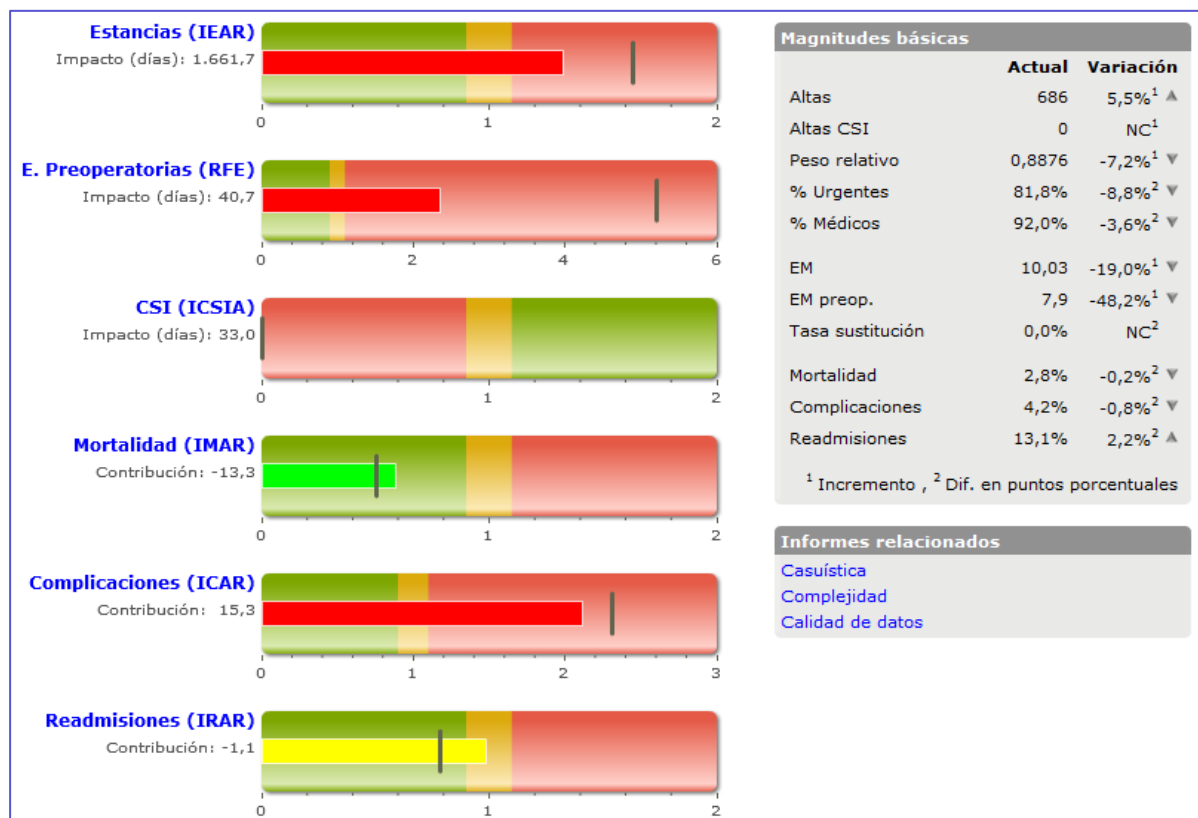 Estancias (IEAR)
Impacto (días): 1.661,7
0 1 2
E. Preoperatorias (RFE)
Impacto (días): 40,7
0 2 4 6
CSI (ICSIA)
Impacto (días): 33,0
0 1 2
Mortalidad (IMAR)
Contribución: -13,3
0 1 2
Complicaciones (ICAR)
Contribución: 15,3
0 1 2 3
Readmisiones (IRAR)
Contribución: -1,1
0 1 2
Magnitudes básicas
Actual Variación
Altas 686 5,5%¹ ▲
Altas CSI 0 NC¹
Peso relativo 0,8876 -7,2%¹ ▼
% Urgentes 81,8% -8,8%² ▼
% Médicos 92,0% -3,6%² ▼
EM 10,03 -19,0%¹ ▼
EM preop. 7,9 -48,2%¹ ▼
Tasa sustitución 0,0% NC²
Mortalidad 2,8% -0,2%² ▼
Complicaciones 4,2% -0,8%² ▼
Readmisiones 13,1% 2,2%² ▲
¹ Incremento , ² Dif. en puntos porcentuales
Informes relacionados
Casuística
Complejidad
Calidad de datos